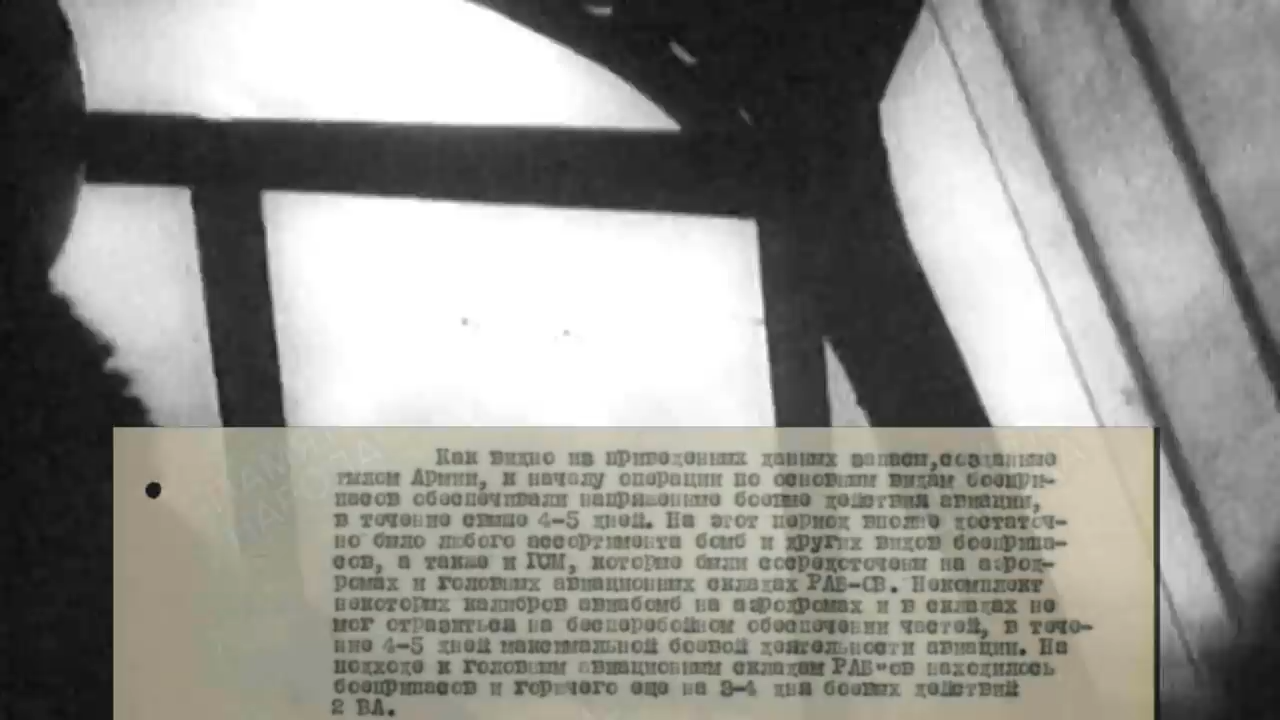 Как видно из приведенных данных запасы, созданные
тылом Армии, к началу операции по основным видам боепри-
пасов обеспечивали напряженные боевые действия авиации,
в течение свыше 4-5 дней. На этот период вполне достаточ-
но было любого ассортимента бомб и других видов боеприпа-
сов, а также и ГСМ, которые были сосредоточены на аэрод-
ромах и головных авиационных складах РАБ-ов. Некомплект
некоторых калибров авиабомб на аэродромах и в складах не
мог отразиться на бесперебойном обеспечении частей, в тече-
ние 4-5 дней максимальной боевой деятельности авиации. На
подходе к головным авиационным складам РАБ-ов находилось
боеприпасов и горючего еще на 3-4 дня боевых действий
2 ВА.